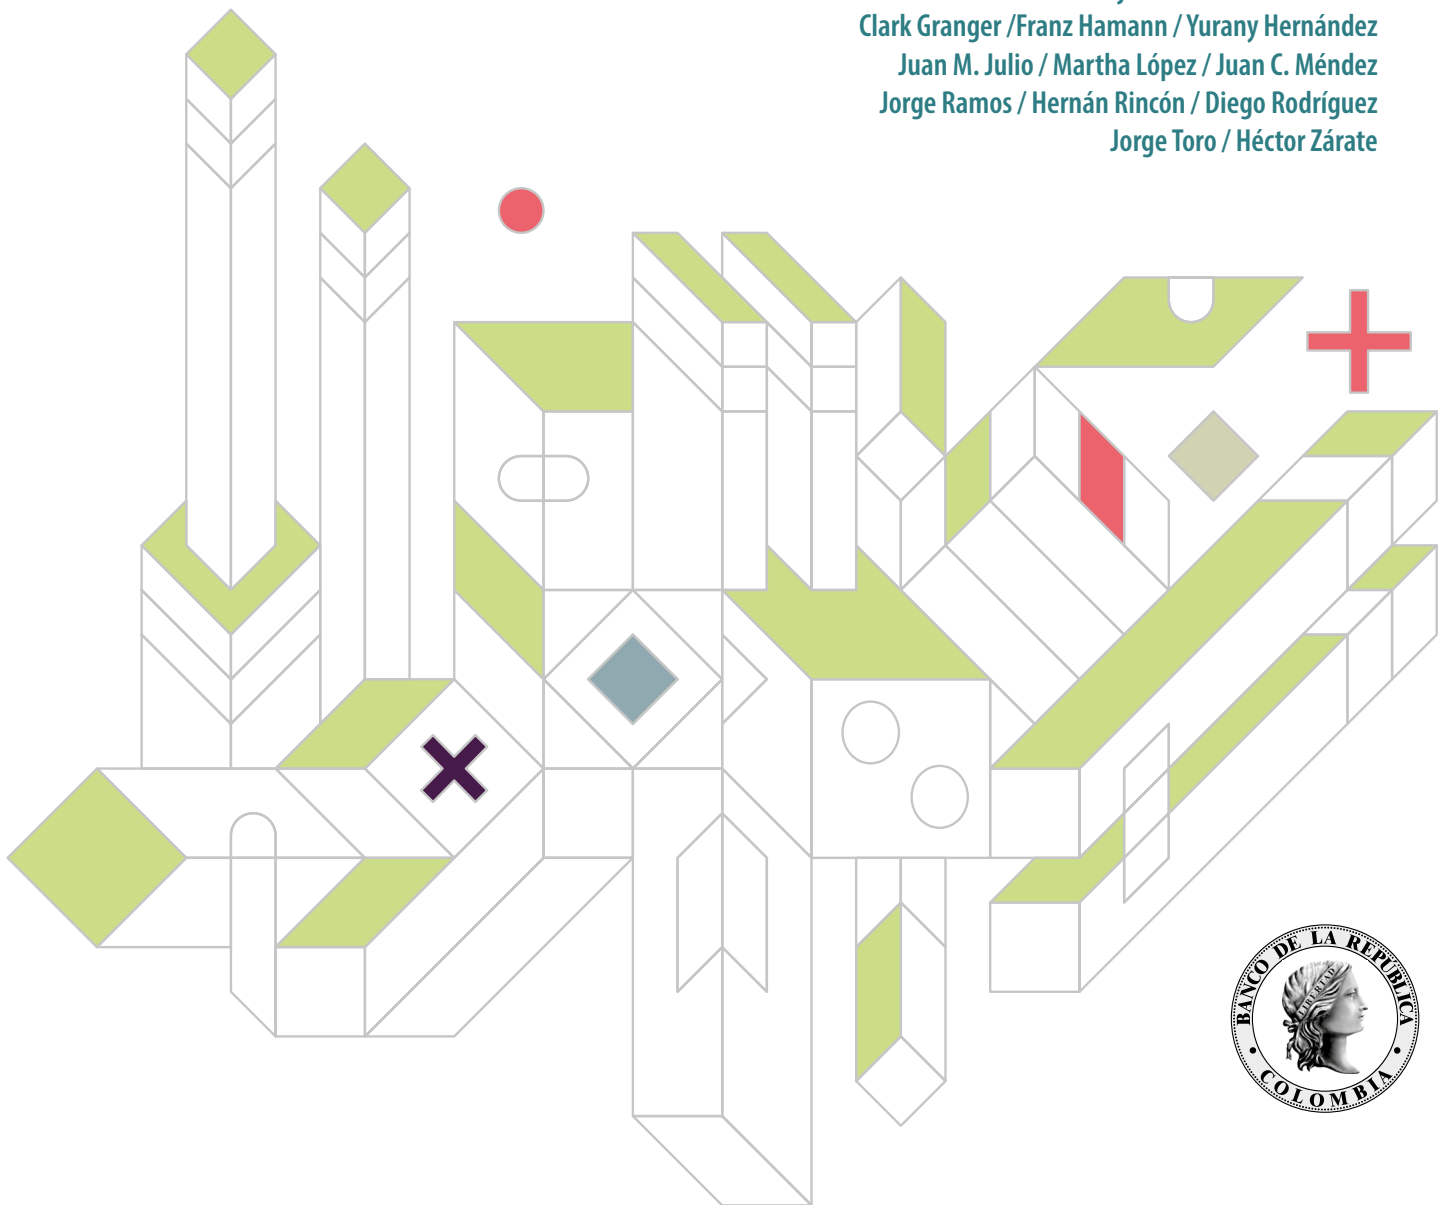 Clark Granger /Franz Hamann / Yurany Hernández
Juan M. Julio / Martha López / Juan C. Méndez
Jorge Ramos / Hernán Rincón / Diego Rodríguez
Jorge Toro / Héctor Zárate
BANCO DE LA REPÚBLICA
LIBERTAD
COLOMBIA